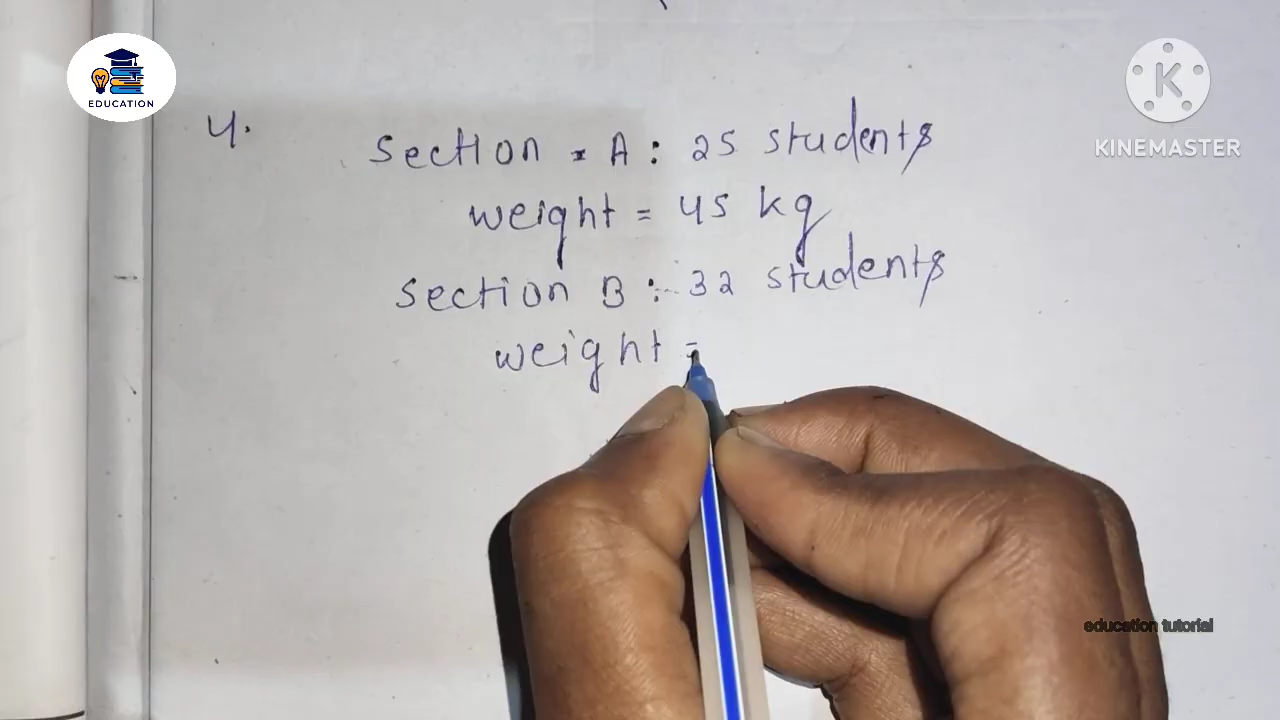 EDUCATION
KINEMASTER
4.
Section - A : 25 students
weight = 45 kg
Section B : 32 students
weight =
education tutorial